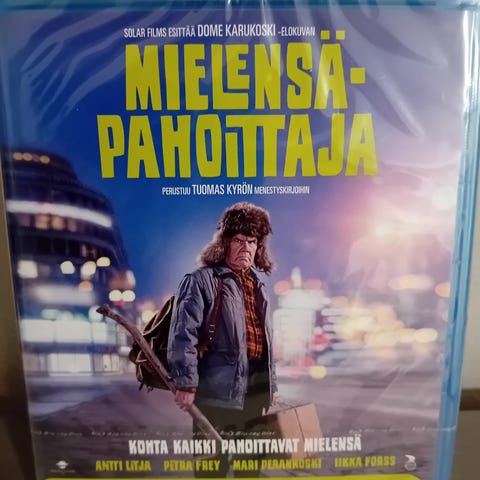 SOLAR FILMS ESITTÄÄ DOME KARUKOSKI -ELOKUVAN
MIELENSÄ-
PAHOITTAJA
PERUSTUU TUOMAS KYRÖN MENESTYSKIRJOIHIN
KOHTA KAIKKI PAHOITTAVAT MIELENSÄ
ANTTI LITJA PETRA FREY MARI PERANKOSKI IIKKA FORSS